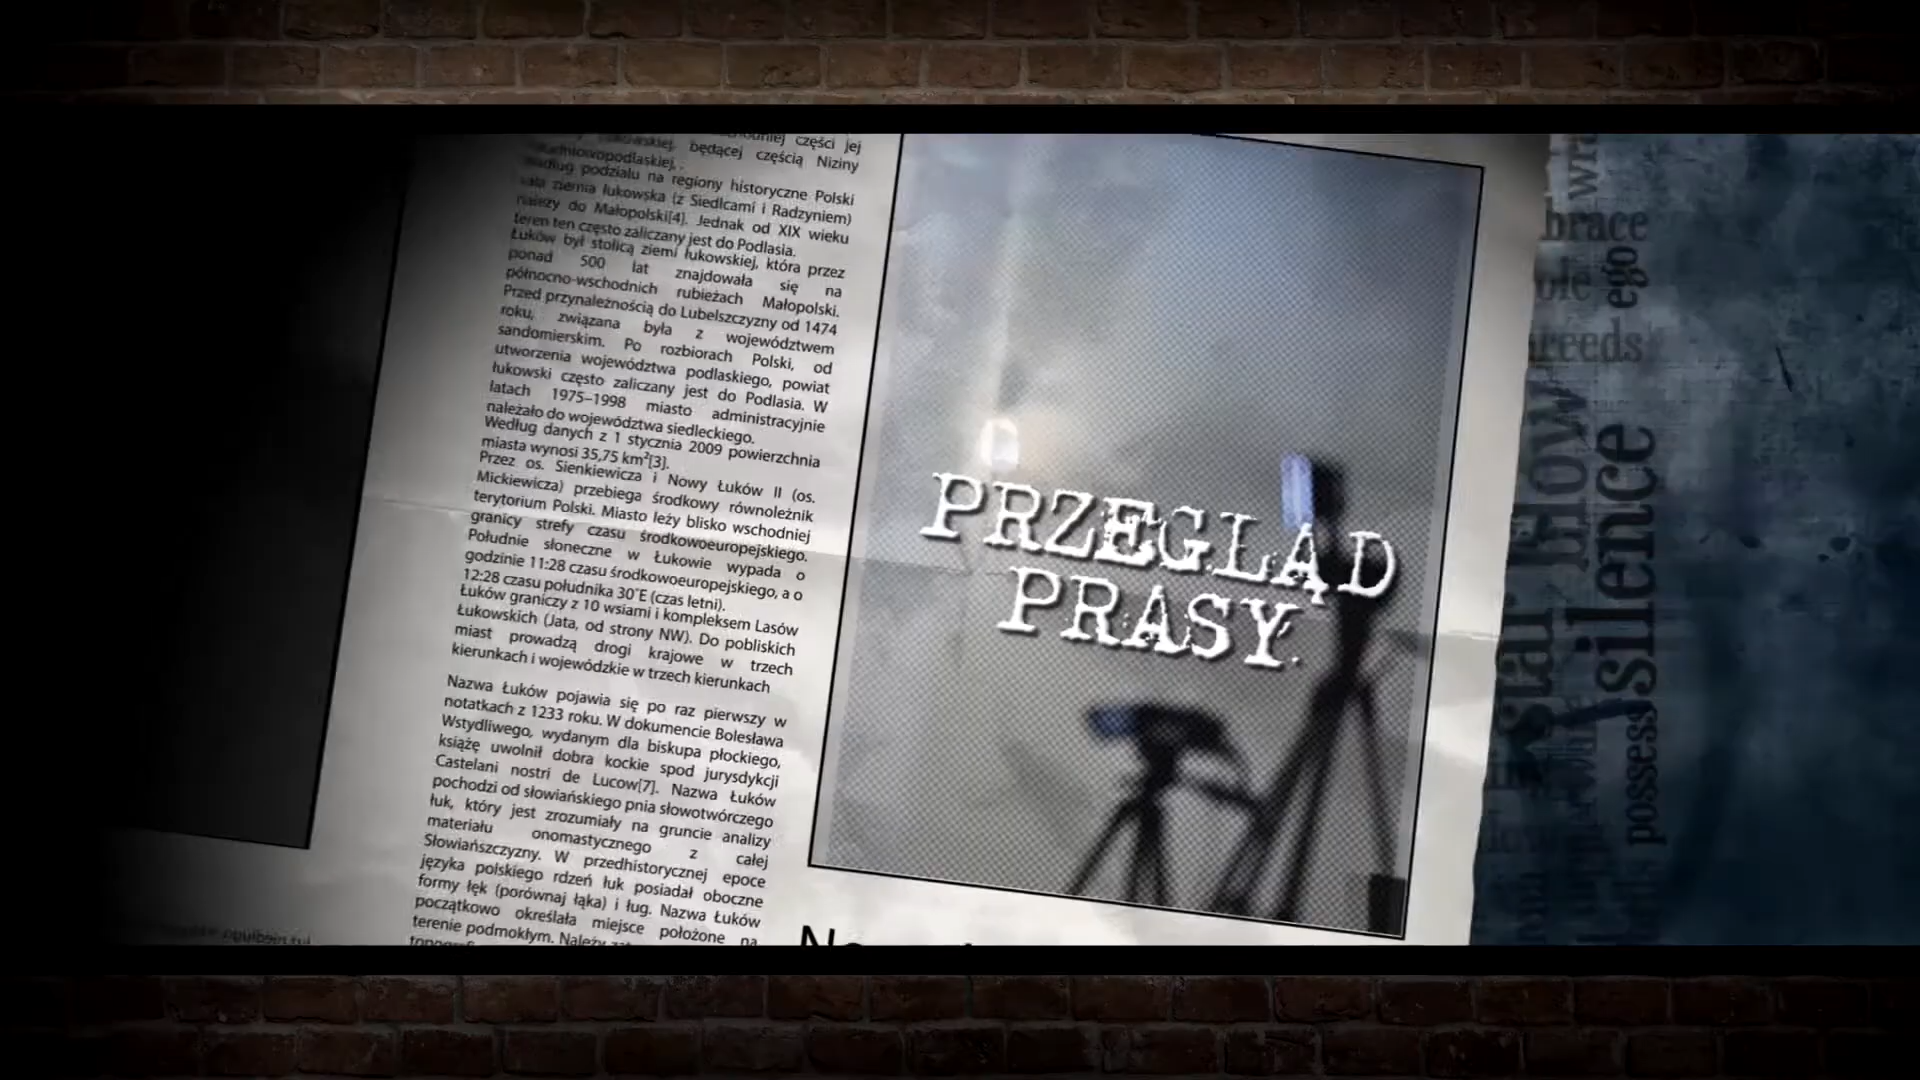 części jej
będącej częścią Niziny
podziału na regiony historyczne Polski
ziemia łukowska (z Siedlcami i Radzyniem)
należy do Małopolski[4]. Jednak od XIX wieku
teren ten często zaliczany jest do Podlasia.
Łuków był stolicą ziemi łukowskiej, która przez
ponad 500 lat znajdowała się na
północno-wschodnich rubieżach Małopolski.
Przed przynależnością do Lubelszczyzny od 1474
roku, związana była z województwem
sandomierskim. Po rozbiorach Polski, od
utworzenia województwa podlaskiego, powiat
łukowski często zaliczany jest do Podlasia. W
latach 1975–1998 miasto administracyjnie
należało do województwa siedleckiego.
Według danych z 1 stycznia 2009 powierzchnia
miasta wynosi 35,75 km²[3].
Przez os. Sienkiewicza i Nowy Łuków II (os.
Mickiewicza) przebiega środkowy równoleżnik
terytorium Polski. Miasto leży blisko wschodniej
granicy strefy czasu środkowoeuropejskiego.
Południe słoneczne w Łukowie wypada o
godzinie 11:28 czasu środkowoeuropejskiego, a o
12:28 czasu południka 30°E (czas letni).
Łuków graniczy z 10 wsiami i kompleksem Lasów
Łukowskich (Jata, od strony NW). Do pobliskich
miast prowadzą drogi krajowe w trzech
kierunkach i wojewódzkie w trzech kierunkach
Nazwa Łuków pojawia się po raz pierwszy w
notatkach z 1233 roku. W dokumencie Bolesława
Wstydliwego, wydanym dla biskupa płockiego,
książę uwolnił dobra kockie spod jurysdykcji
Castelani nostri de Lucow[7]. Nazwa Łuków
pochodzi od słowiańskiego pnia słowotwórczego
łuk, który jest zrozumiały na gruncie analizy
materiału onomastycznego z całej
Słowiańszczyzny. W przedhistorycznej epoce
języka polskiego rdzeń łuk posiadał oboczne
formy łęk (porównaj łąka) i ług. Nazwa Łuków
początkowo określała miejsce położone na
terenie podmokłym. Należy
PRZEGLĄD
PRASY.
brace
ego
silence
possess